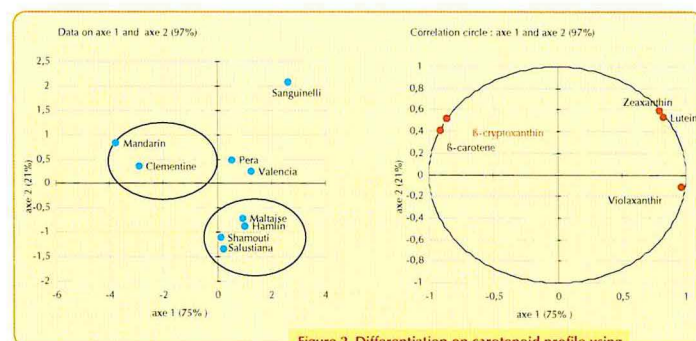 Data on axe 1 and axe 2 (97%)
2,5
2
1,5
1
0,5
0
-0,5
-1
-1,5
-2
axe 2 (21%)
-6
-4
-2
0
2
4
axe 1 (75% )
Sanguinelli
Mandarin
Clementine
Pera
Valencia
Maltaise
Hamlin
Shamouti
Salustiana
Correlation circle : axe 1 and axe 2 (97%)
1
0,8
0,6
0,4
0,2
0
-0,2
-0,4
-0,6
-0,8
-1
axe 2 (21%)
-1
-0,5
0
0,5
1
axe 1 (75%)
Zeaxanthin
Lutein
ß-cryptoxanthin
ß-carotene
Violaxanthir
Figure 2. Differentiation on carotenoid profile using